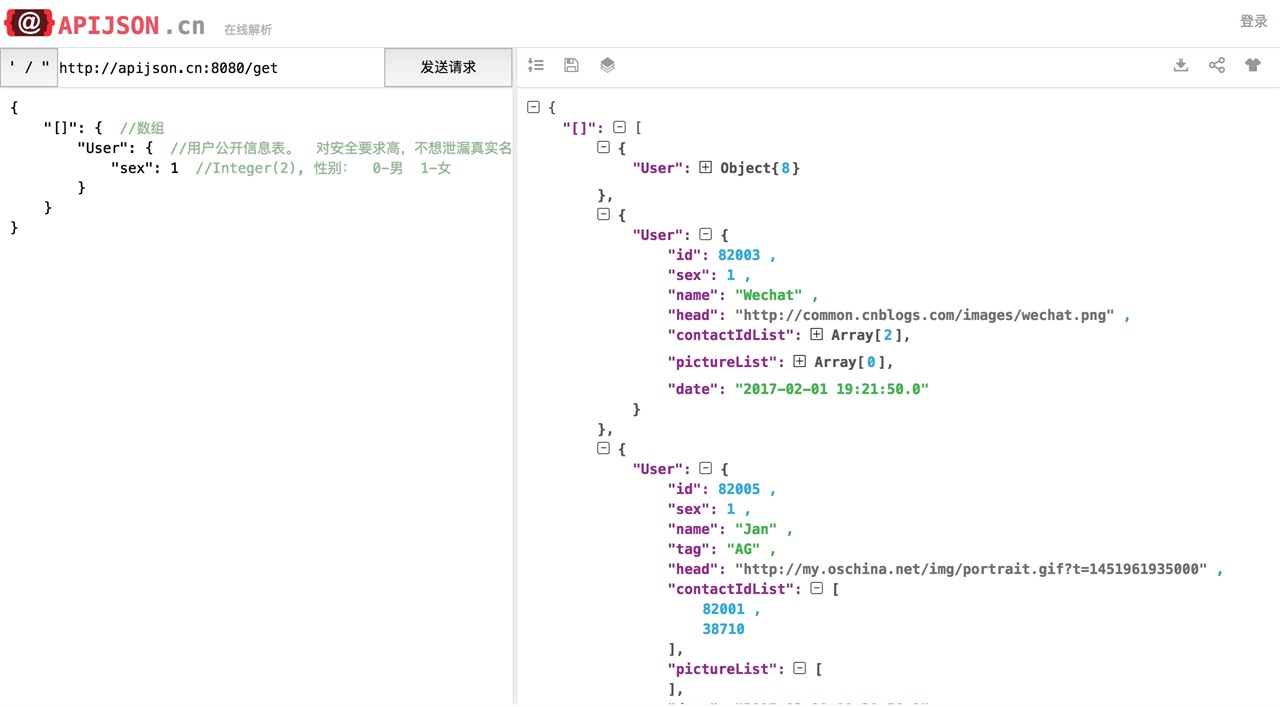 @ APIJSON.cn 在线解析
登录
' / " http://apijson.cn:8080/get 发送请求
{
"[]": { //数组
"User": { //用户公开信息表。 对安全要求高，不想泄漏真实名
"sex": 1 //Integer(2), 性别： 0-男 1-女
}
}
}
{
"[]": [
{
"User": Object{8}
},
{
"User": {
"id": 82003 ,
"sex": 1 ,
"name": "Wechat" ,
"head": "http://common.cnblogs.com/images/wechat.png" ,
"contactIdList": Array[2],
"pictureList": Array[0],
"date": "2017-02-01 19:21:50.0"
}
},
{
"User": {
"id": 82005 ,
"sex": 1 ,
"name": "Jan" ,
"tag": "AG" ,
"head": "http://my.oschina.net/img/portrait.gif?t=1451961935000" ,
"contactIdList": [
82001 ,
38710
],
"pictureList": [
],